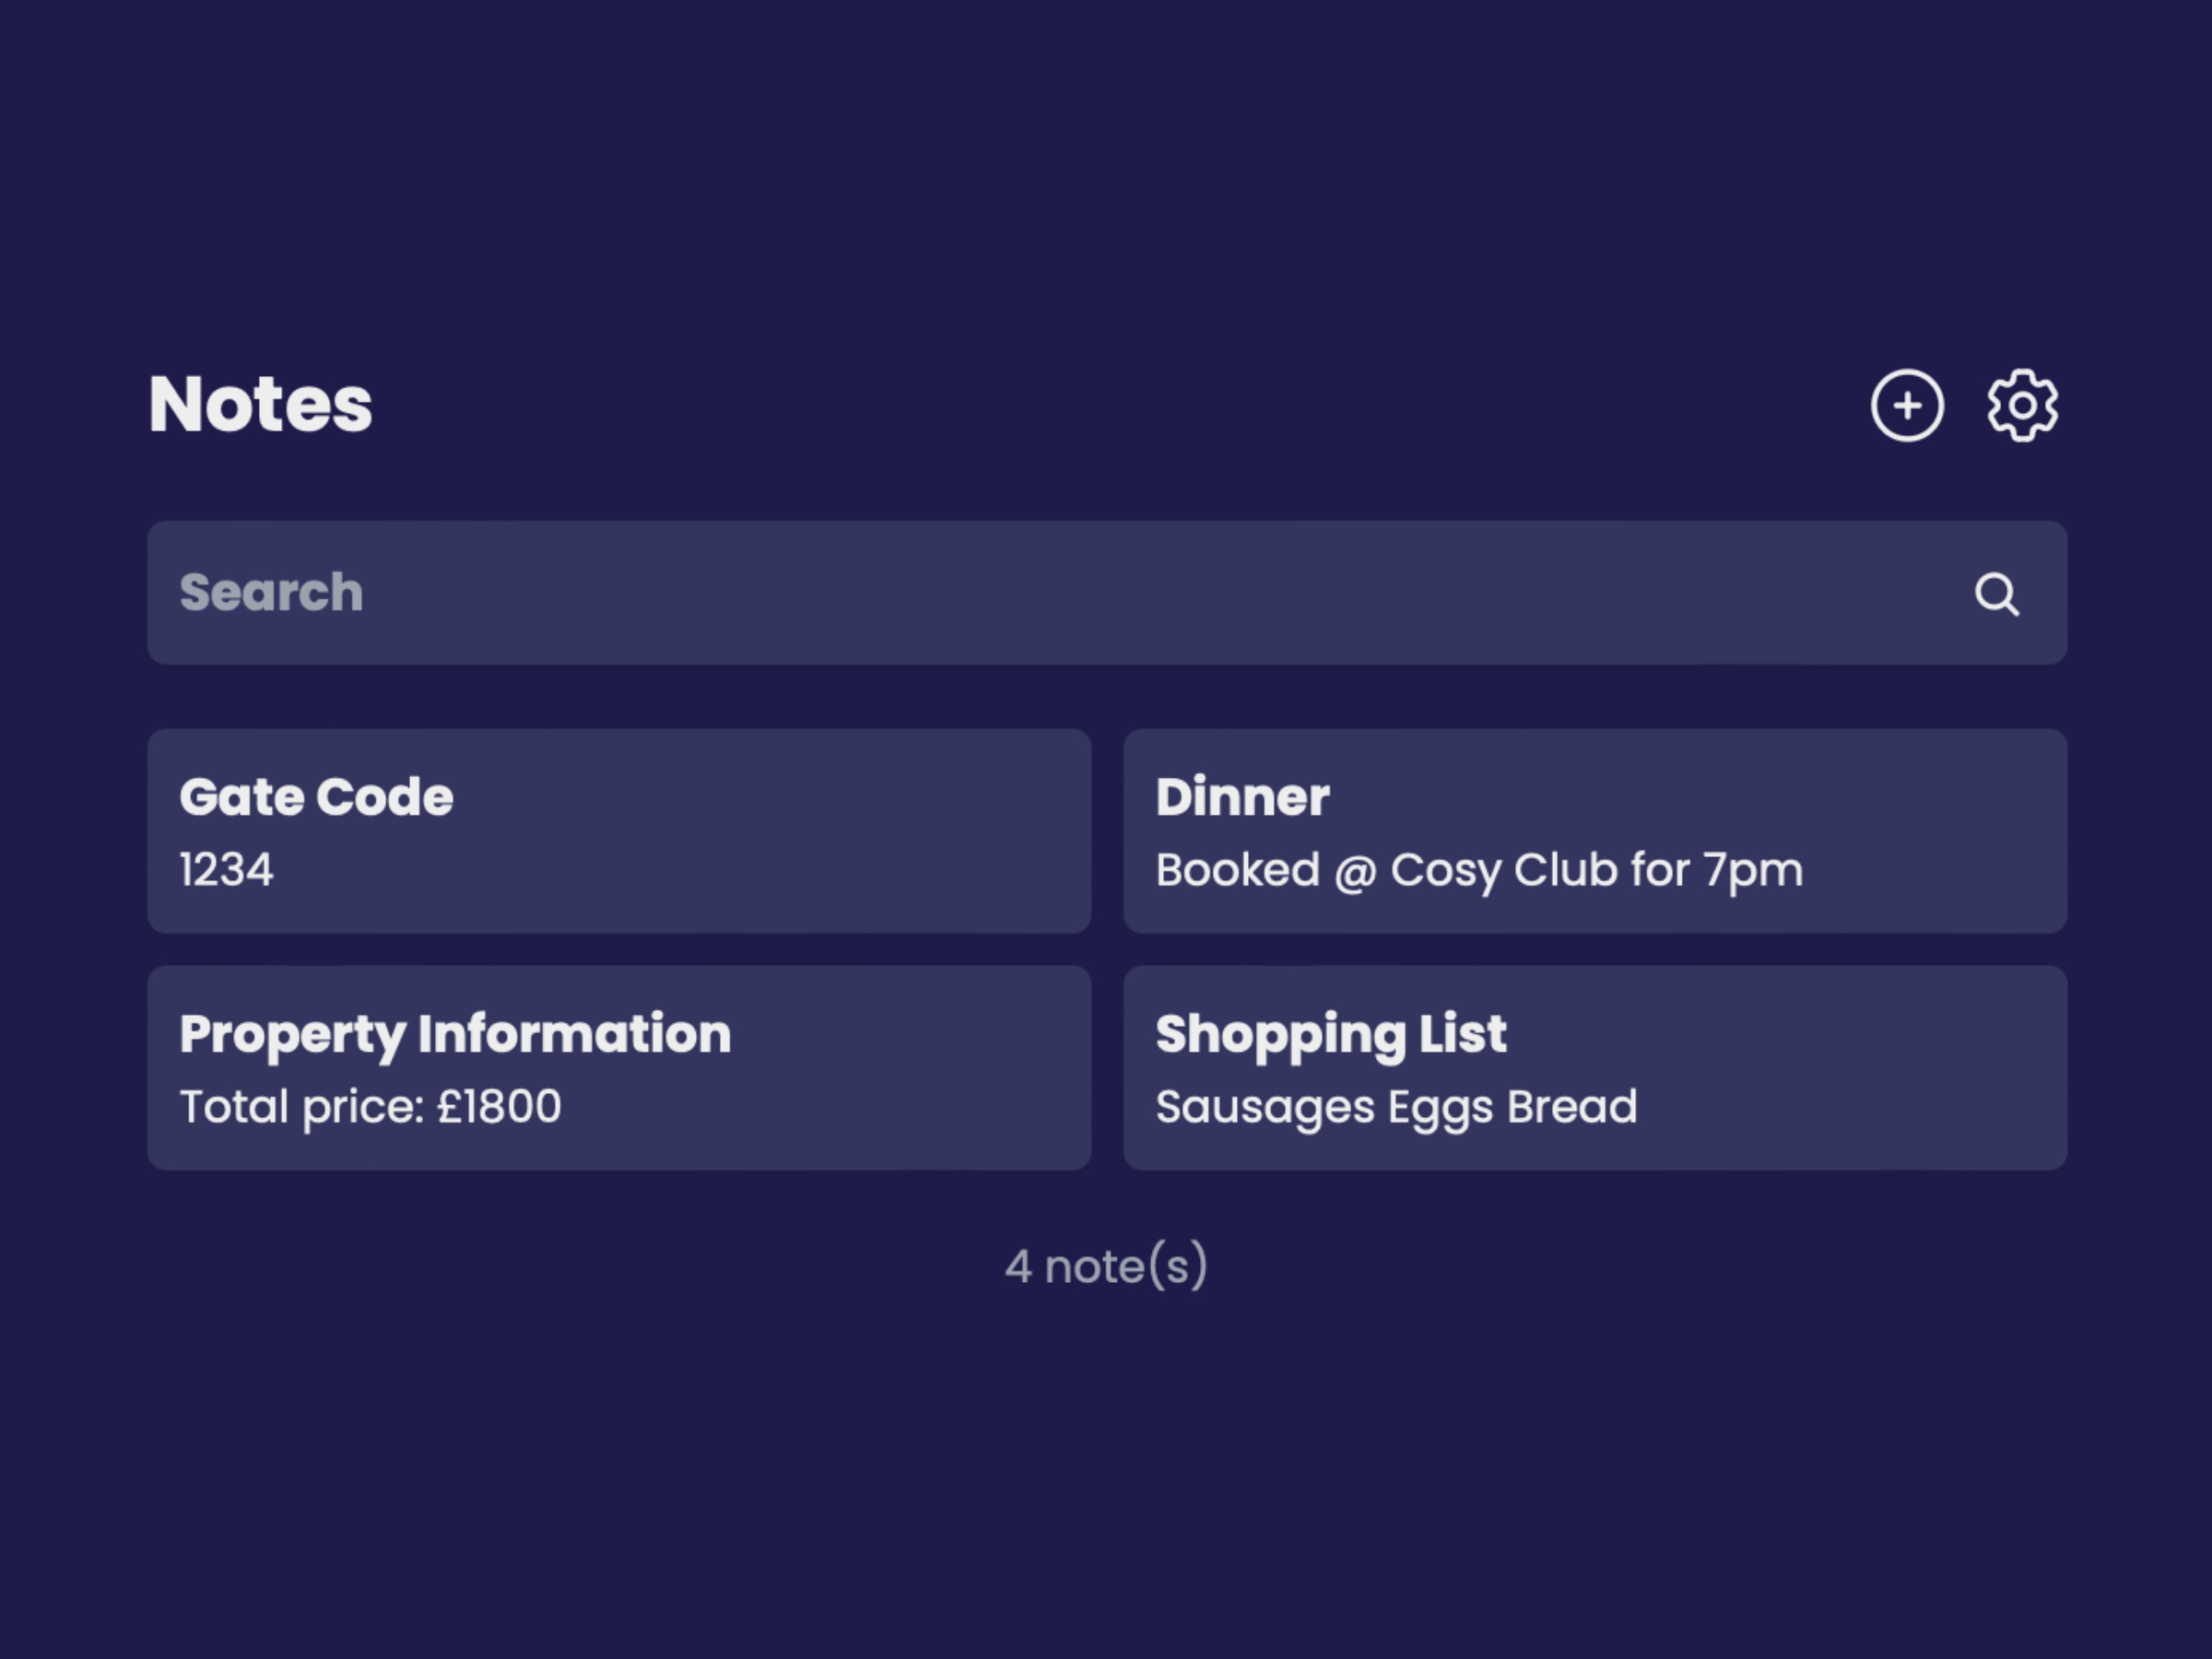 Notes
Search
Gate Code
1234
Dinner
Booked @ Cosy Club for 7pm
Property Information
Total price: £1800
Shopping List
Sausages Eggs Bread
4 note(s)